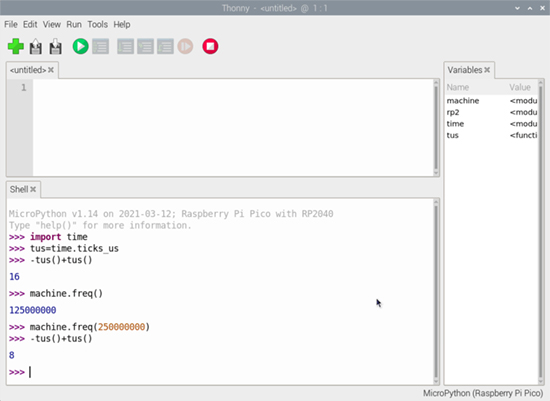 Thonny - <untitled> @ 1 : 1
File Edit View Run Tools Help
<untitled>
1
Variables
Name Value
machine <modu
rp2 <modu
time <modu
tus <functi
Shell
MicroPython v1.14 on 2021-03-12; Raspberry Pi Pico with RP2040
Type "help()" for more information.
>>> import time
>>> tus=time.ticks_us
>>> -tus()+tus()
16
>>> machine.freq()
125000000
>>> machine.freq(250000000)
>>> -tus()+tus()
8
>>>
MicroPython (Raspberry Pi Pico)